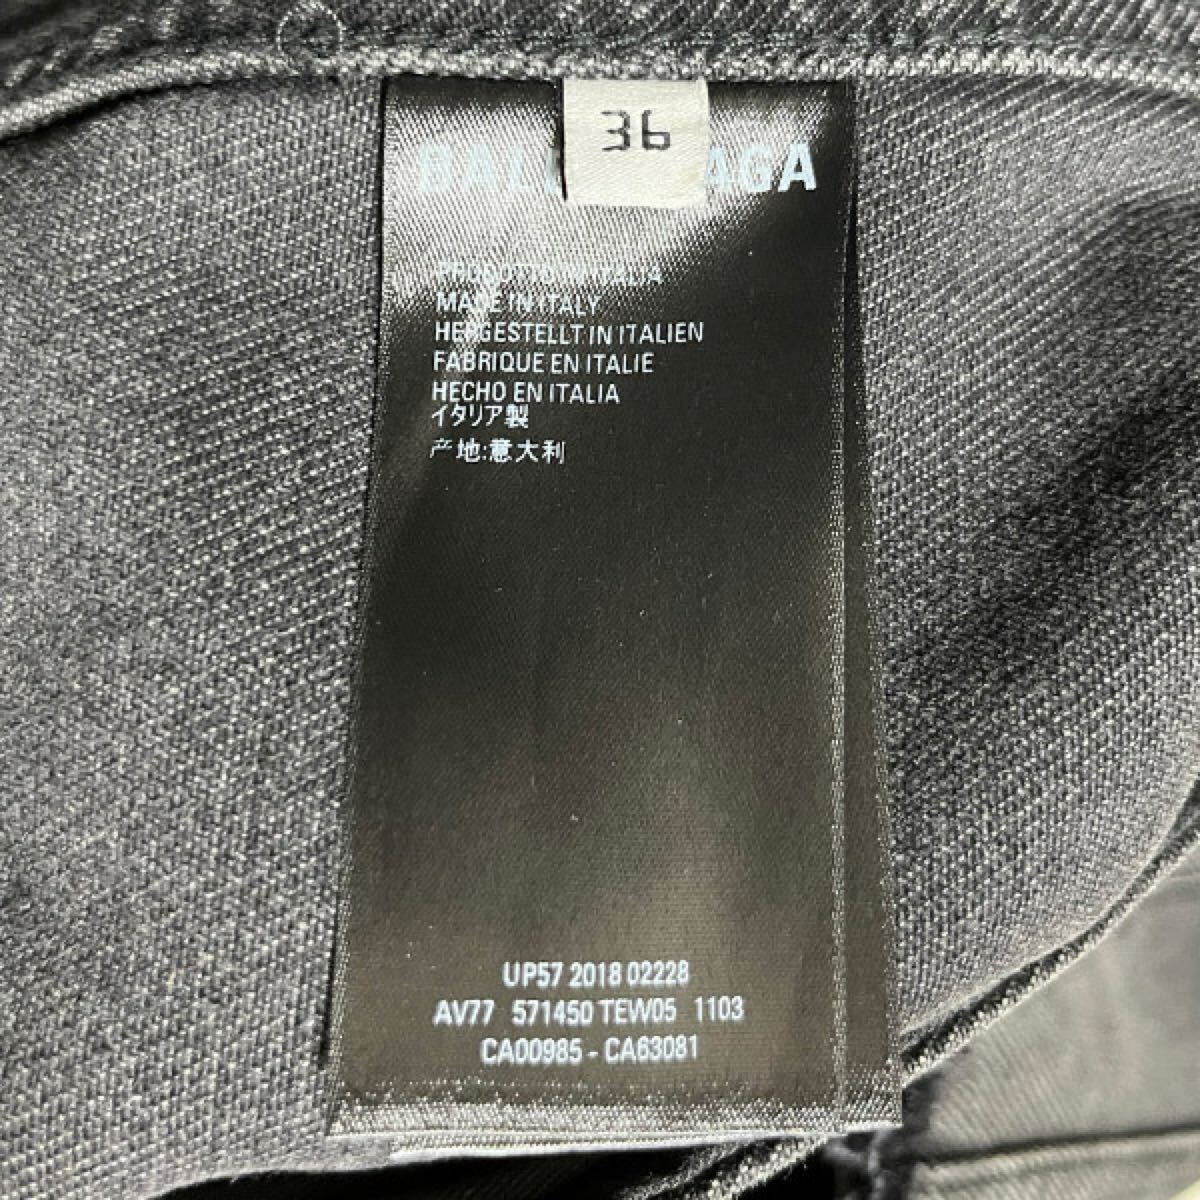 36
PRODOTTO IN ITALIA
MADE IN ITALY
HERGESTELLT IN ITALIEN
FABRIQUE EN ITALIE
HECHO EN ITALIA
イタリア製
产地:意大利
UP57 2018 02228
AV77 571450 TEW05 1103
CA00985 - CA63081